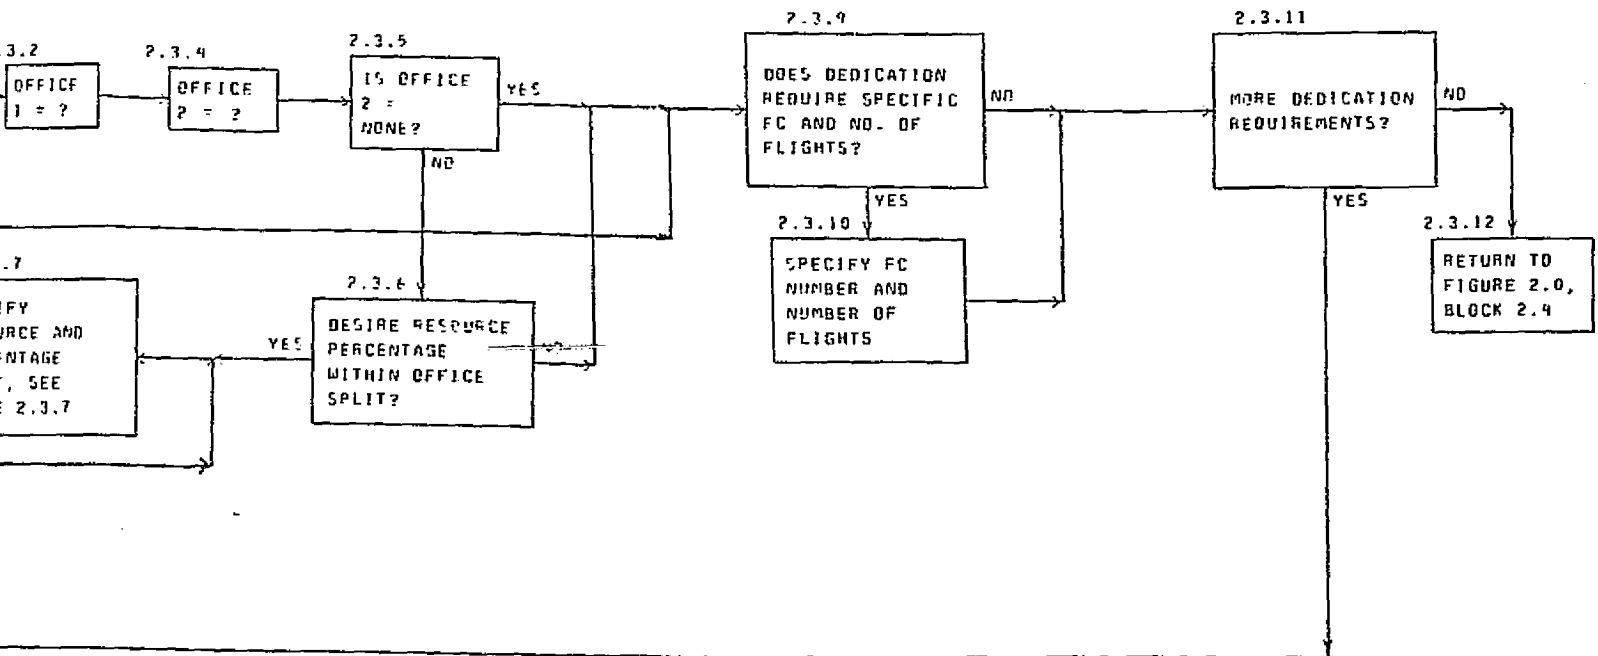 .3.2
OFFICE
1 = ?
2.3.4
OFFICE
2 = ?
2.3.5
IS OFFICE
2 =
NONE?
YES
NO
2.3.9
DOES DEDICATION
REQUIRE SPECIFIC
FC AND NO. OF
FLIGHTS?
NO
YES
2.3.10
SPECIFY FC
NUMBER AND
NUMBER OF
FLIGHTS
2.3.11
MORE DEDICATION
REQUIREMENTS?
NO
YES
2.3.12
RETURN TO
FIGURE 2.0,
BLOCK 2.4
.7
IFY
URCE AND
ENTAGE
T, SEE
E 2.3.7
YES
2.3.6
DESIRE RESOURCE
PERCENTAGE
WITHIN OFFICE
SPLIT?